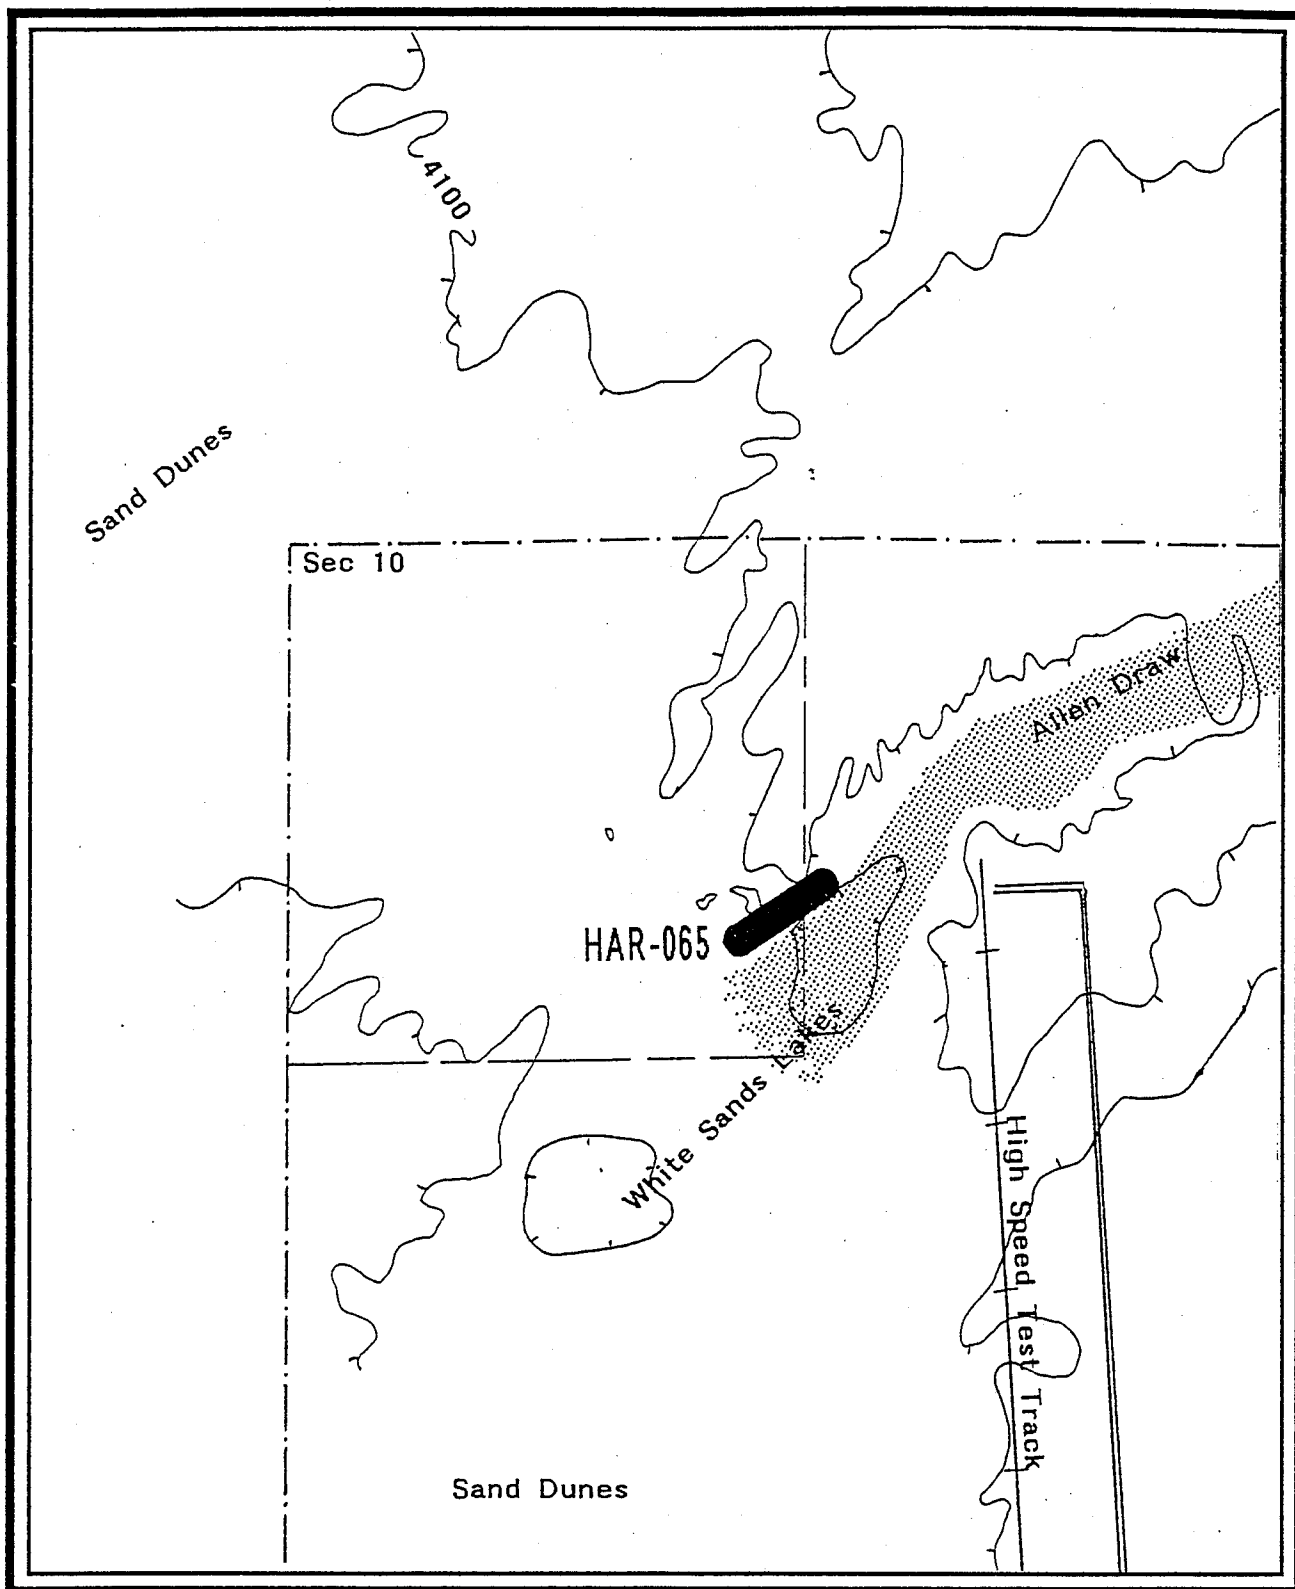 4100
Sand Dunes
Sec 10
Allen Draw
HAR-065
White Sands Lakes
High Speed Test Track
Sand Dunes